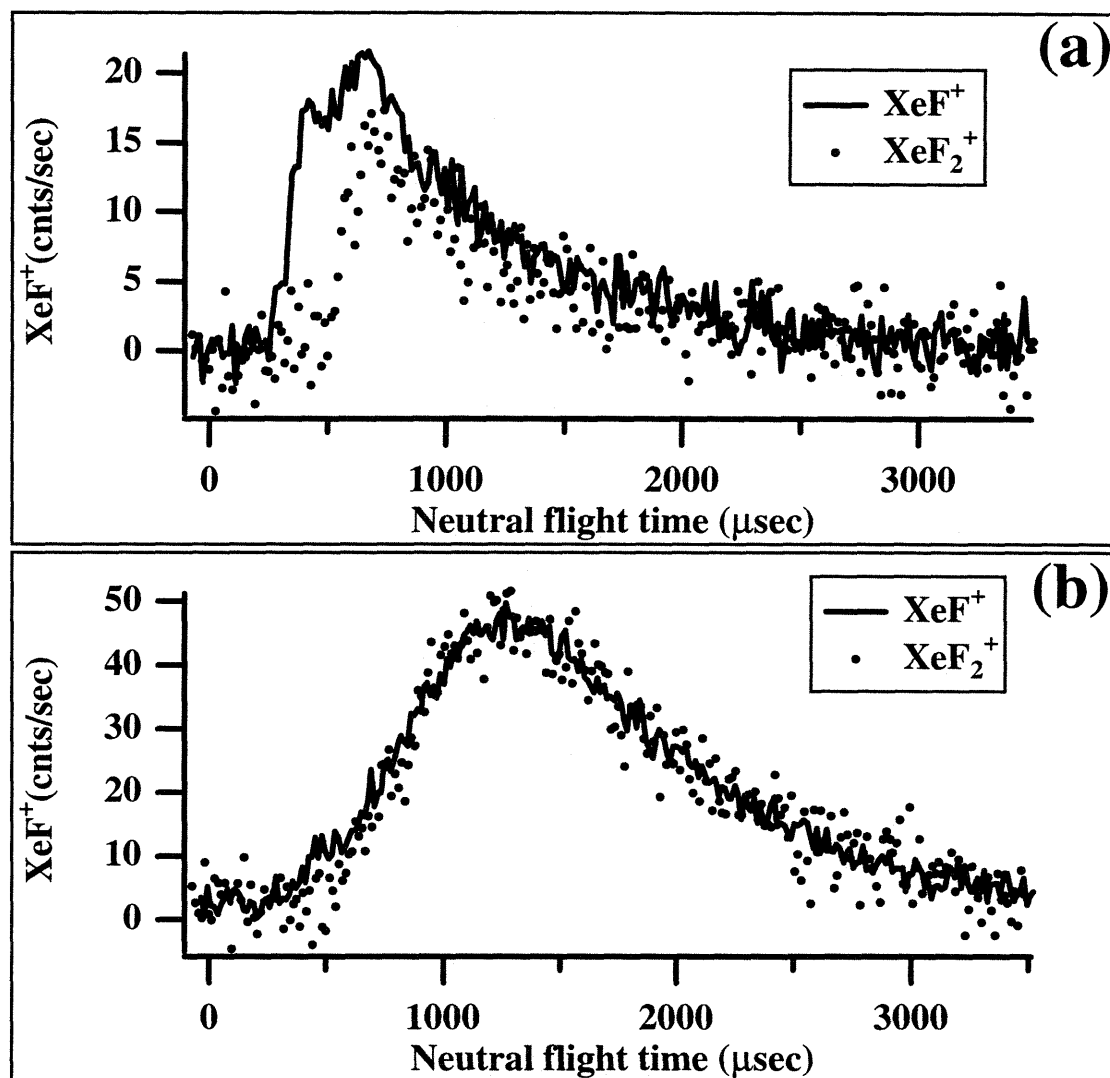 (a)
20
15
10
5
0
XeF⁺(cnts/sec)
XeF⁺
XeF₂⁺
0 1000 2000 3000
Neutral flight time (μsec)
(b)
50
40
30
20
10
0
XeF⁺(cnts/sec)
XeF⁺
XeF₂⁺
0 1000 2000 3000
Neutral flight time (μsec)